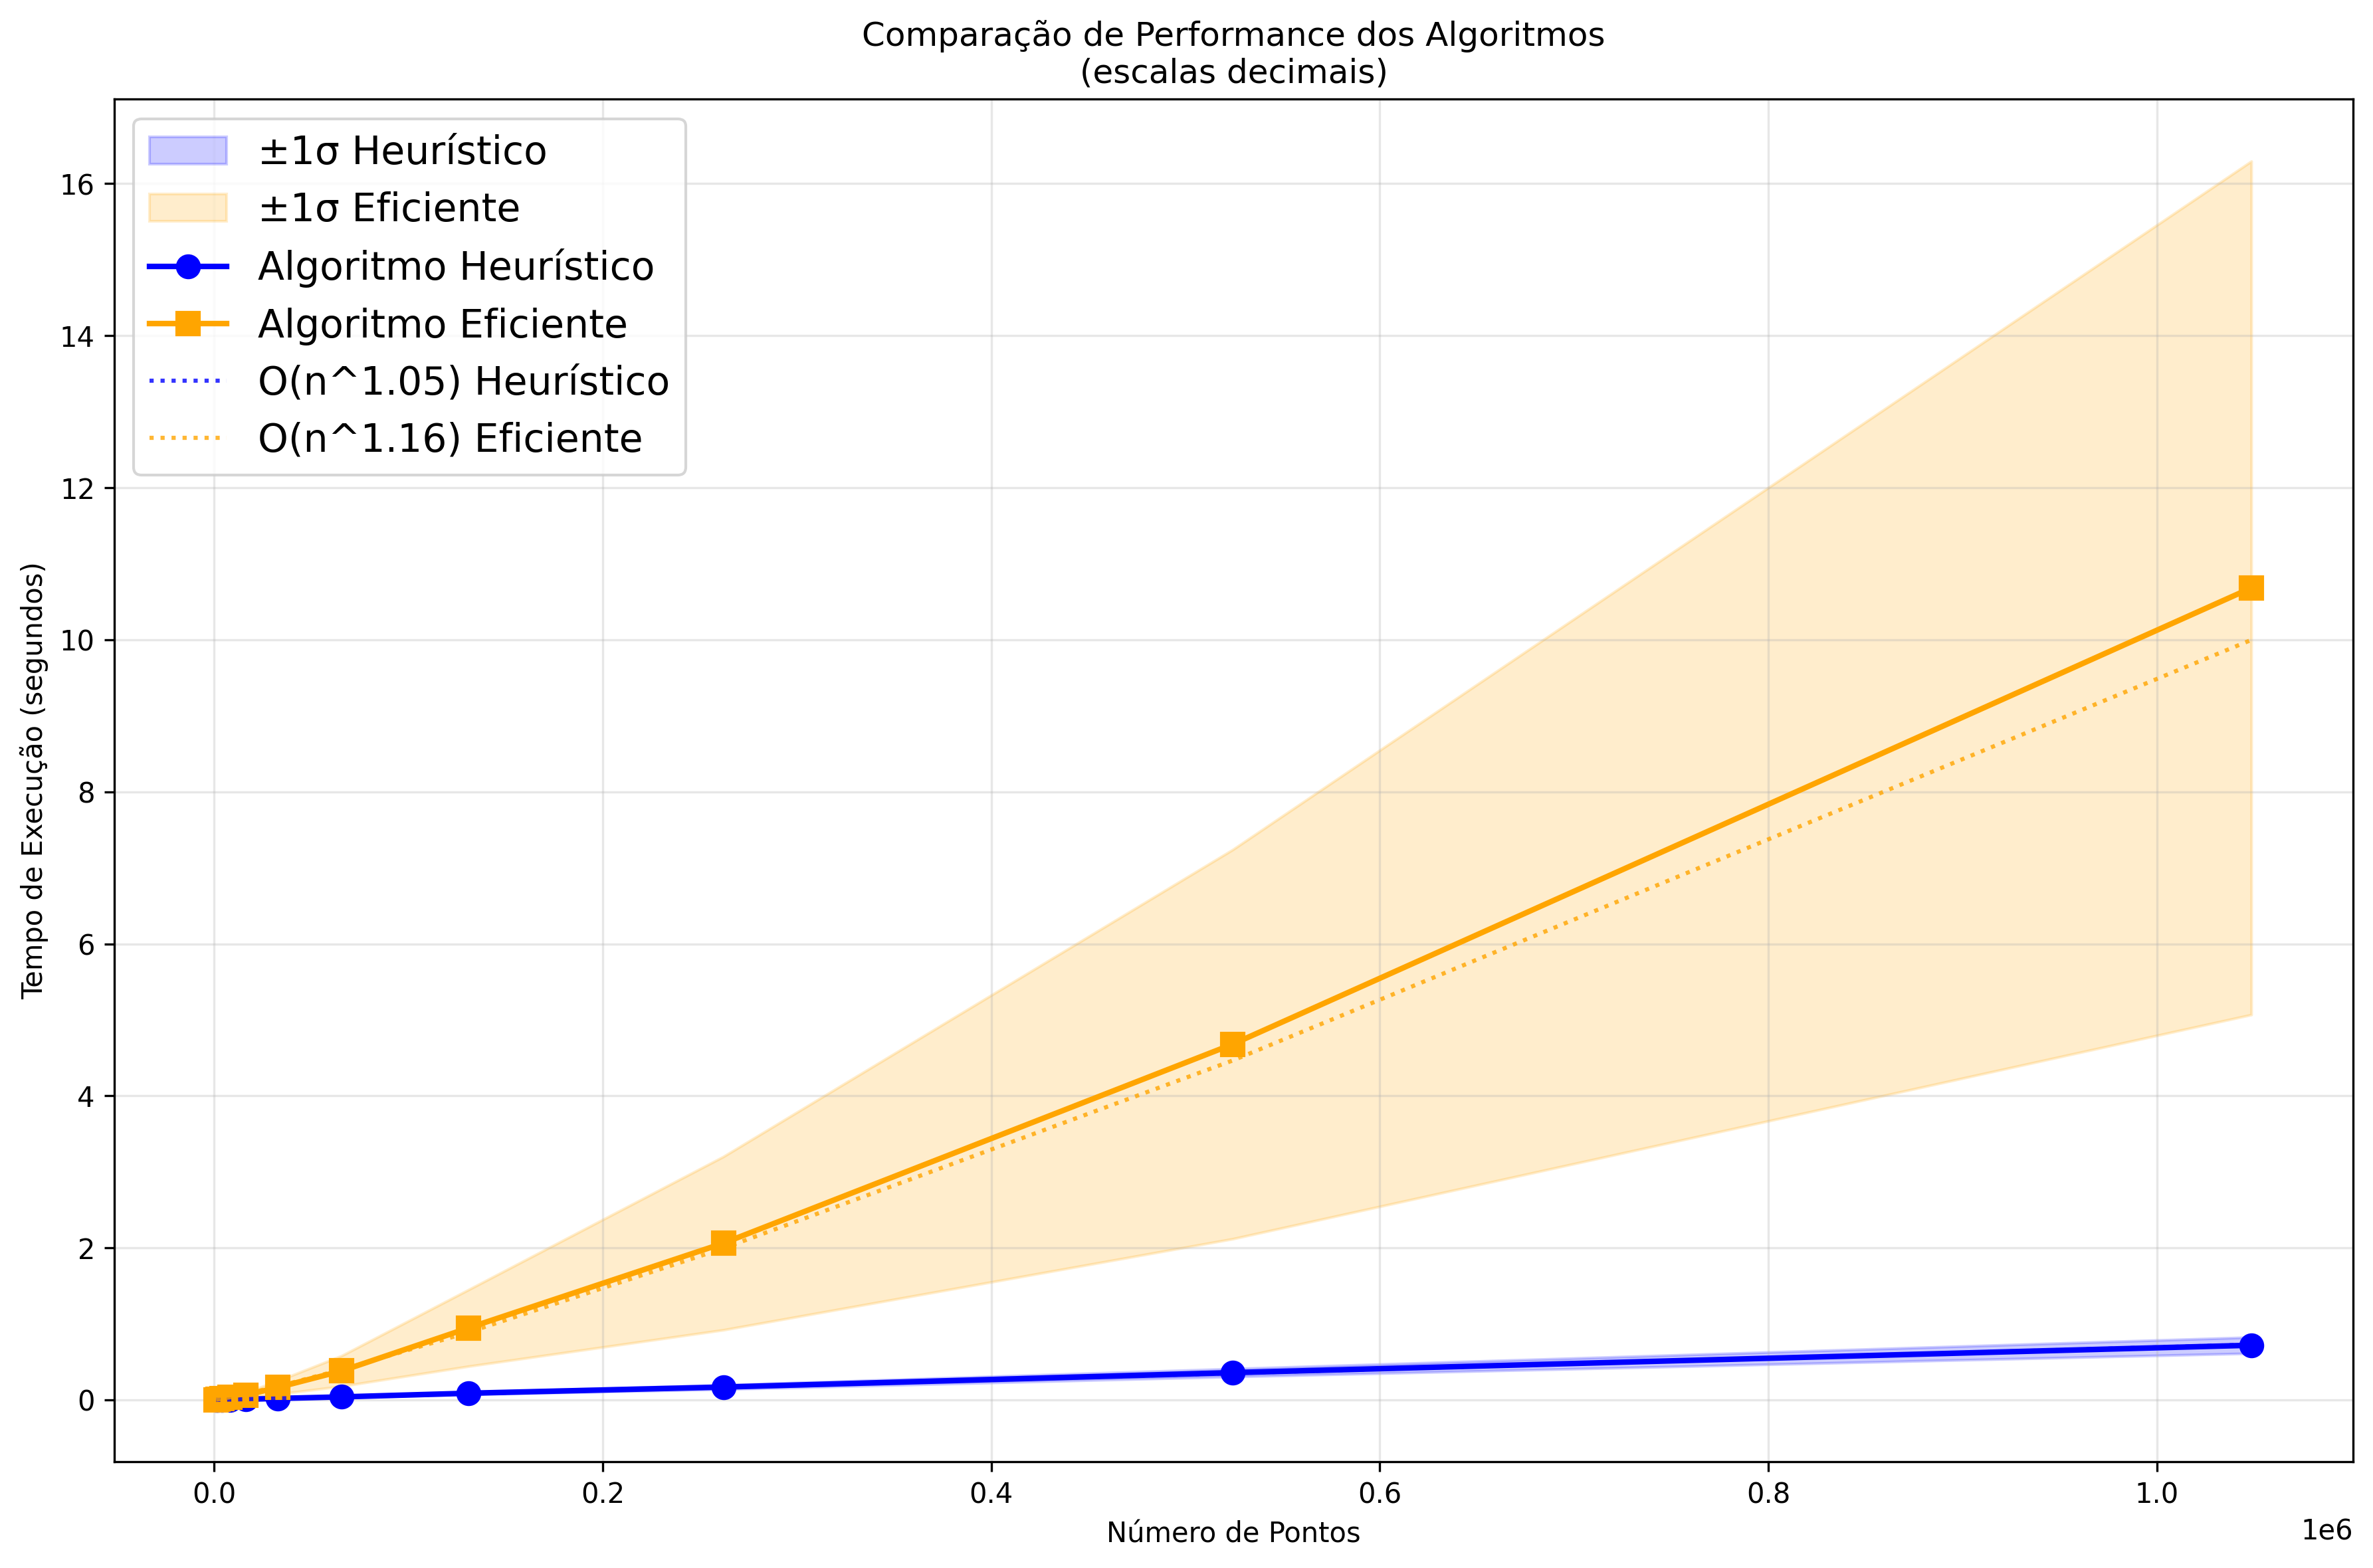 Comparação de Performance dos Algoritmos
(escalas decimais)
±1σ Heurístico
±1σ Eficiente
Algoritmo Heurístico
Algoritmo Eficiente
O(n^1.05) Heurístico
O(n^1.16) Eficiente
Tempo de Execução (segundos)
16
14
12
10
8
6
4
2
0
0.0 0.2 0.4 0.6 0.8 1.0
1e6
Número de Pontos